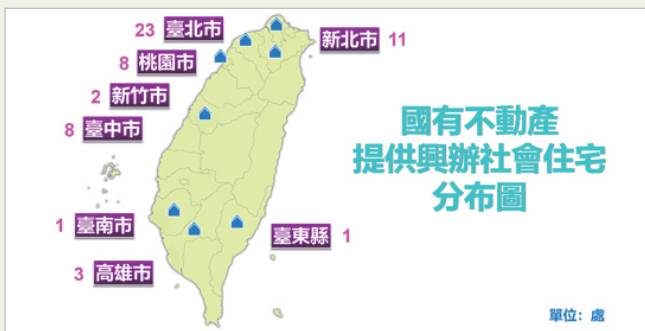 23 臺北市
新北市 11
8 桃園市
2 新竹市
8 臺中市
國有不動產
提供興辦社會住宅
分布圖
1 臺南市
臺東縣 1
3 高雄市
單位：處